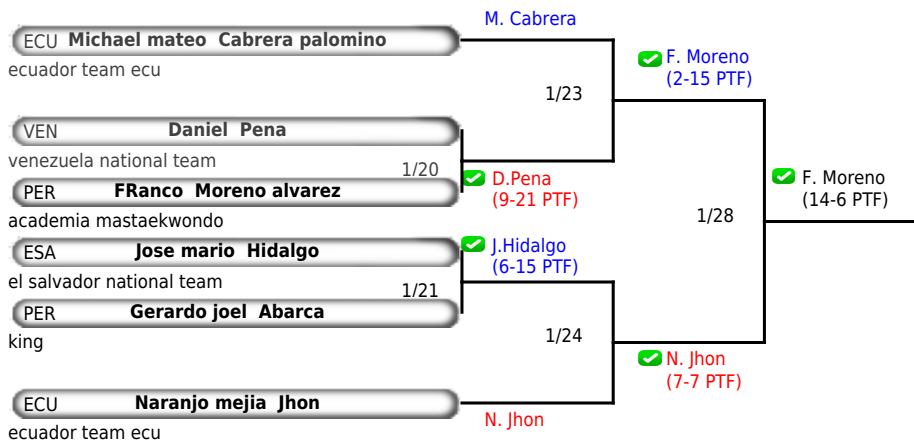 M. Cabrera
ECU Michael mateo Cabrera palomino
ecuador team ecu
F. Moreno
(2-15 PTF)
1/23
VEN Daniel Pena
venezuela national team
1/20
D.Pena
(9-21 PTF)
PER FRanco Moreno alvarez
academia mastaekwondo
F. Moreno
(14-6 PTF)
1/28
ESA Jose mario Hidalgo
el salvador national team
J.Hidalgo
(6-15 PTF)
1/21
PER Gerardo joel Abarca
king
1/24
N. Jhon
(7-7 PTF)
ECU Naranjo mejia Jhon
ecuador team ecu
N. Jhon